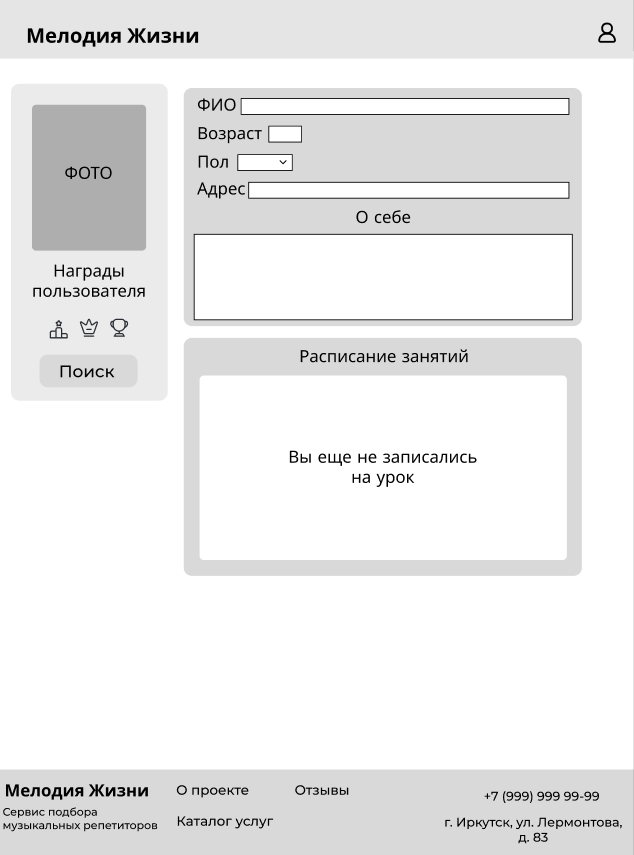 Мелодия Жизни
ФОТО
Награды
пользователя
Поиск
ФИО
Возраст
Пол
Адрес
О себе
Расписание занятий
Вы еще не записались
на урок
Мелодия Жизни
Сервис подбора
музыкальных репетиторов
О проекте
Отзывы
Каталог услуг
+7 (999) 999 99-99
г. Иркутск, ул. Лермонтова,
д. 83